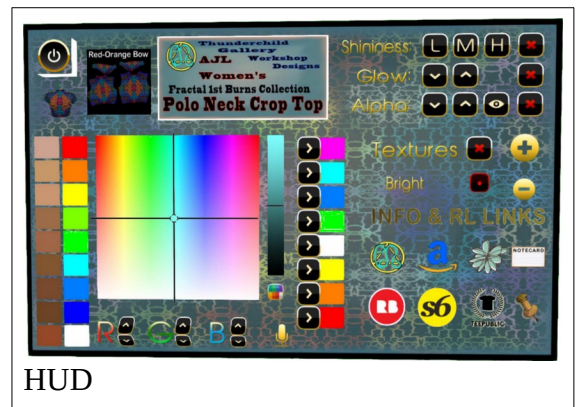 Thunderchild
Gallery
AJL Workshop
Designs
Women's
Fractal 1st Burns Collection
Polo Neck Crop Top
Red-Orange Bow
Shininess: L M H
Glow:
Alpha:
Textures
Bright
INFO & RL LINKS
a
NOTECARD
RB
s6
TEEPUBLIC
R G B
HUD